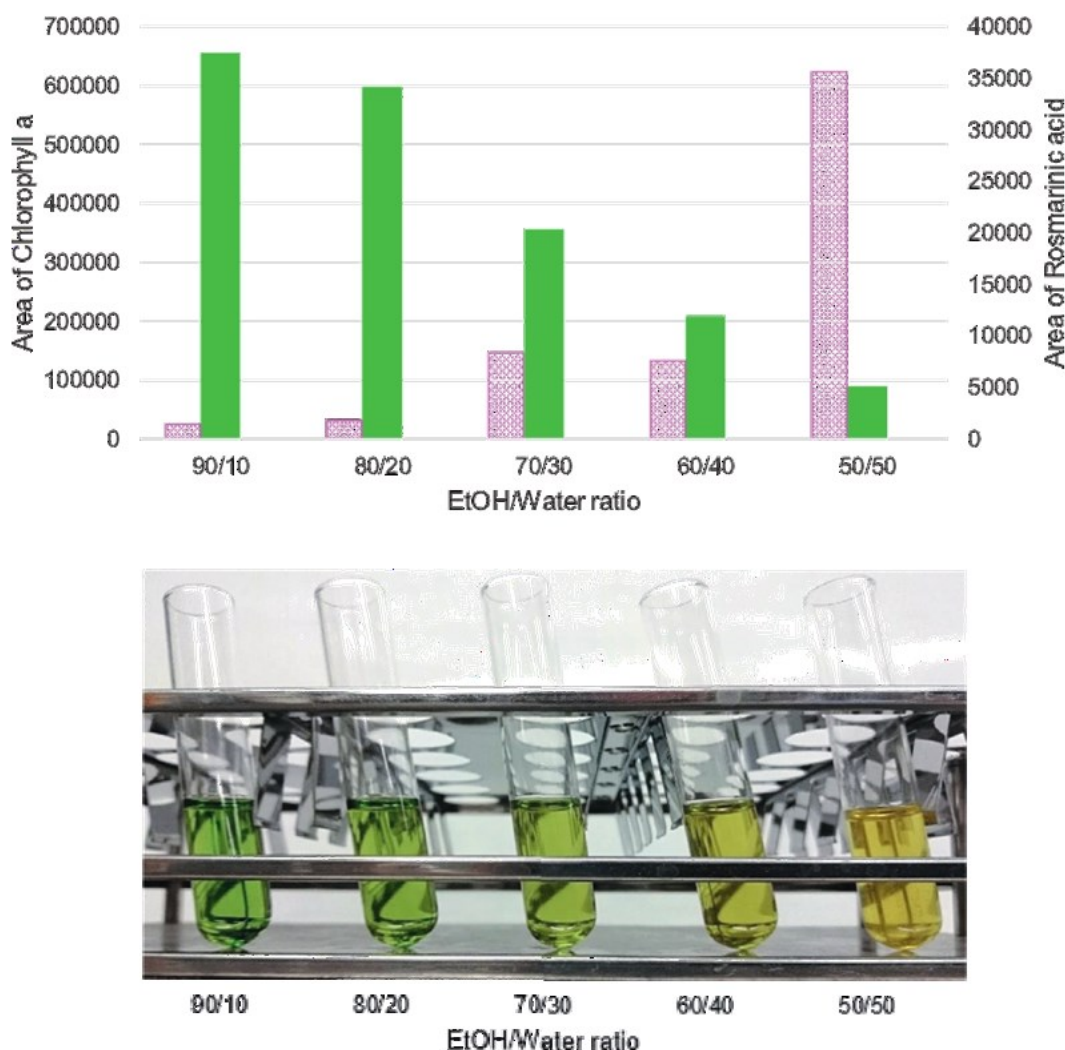 Area of Chlorophyll a
700000
600000
500000
400000
300000
200000
100000
0
40000
35000
30000
25000
20000
15000
10000
5000
0
Area of Rosmarinic acid
90/10 80/20 70/30 60/40 50/50
EtOH/Water ratio
90/10 80/20 70/30 60/40 50/50
EtOH/Water ratio